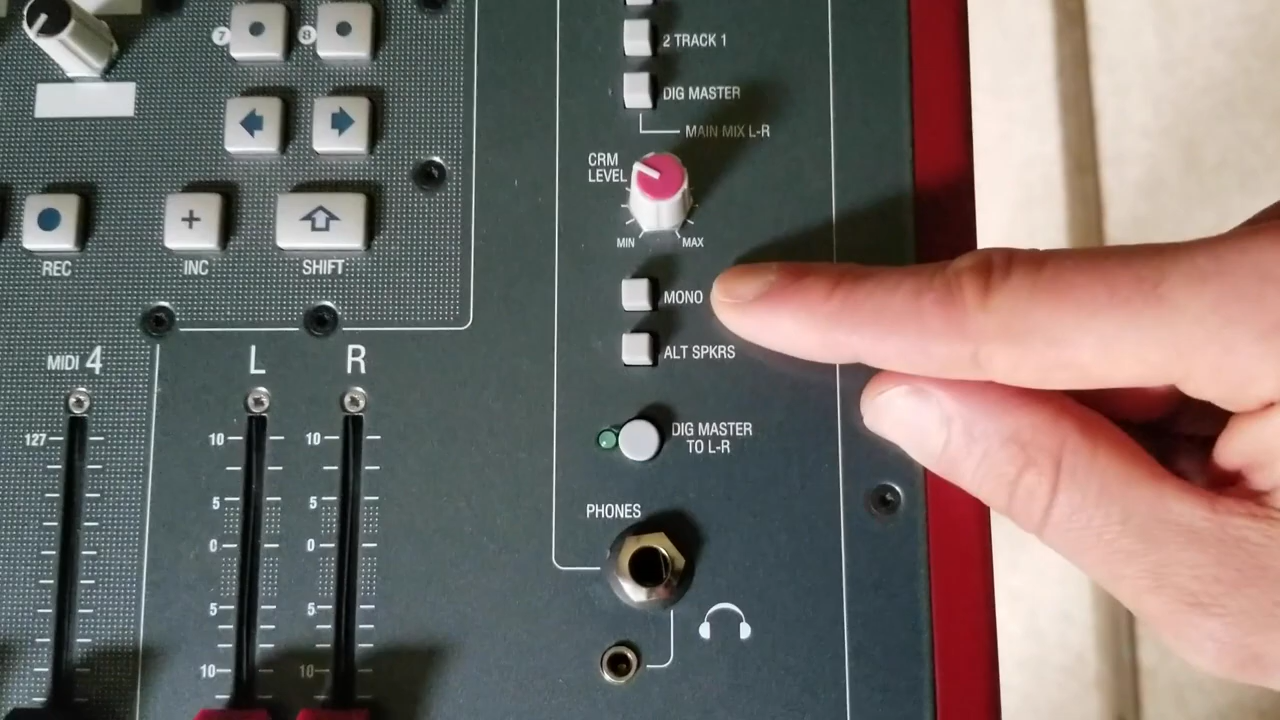 7
8
2 TRACK 1
DIG MASTER
MAIN MIX L-R
CRM
LEVEL
MIN
MAX
+
REC
INC
SHIFT
MONO
ALT SPKRS
MIDI 4
L
R
127
10
10
5
5
0
0
5
5
10
10
DIG MASTER
TO L-R
PHONES